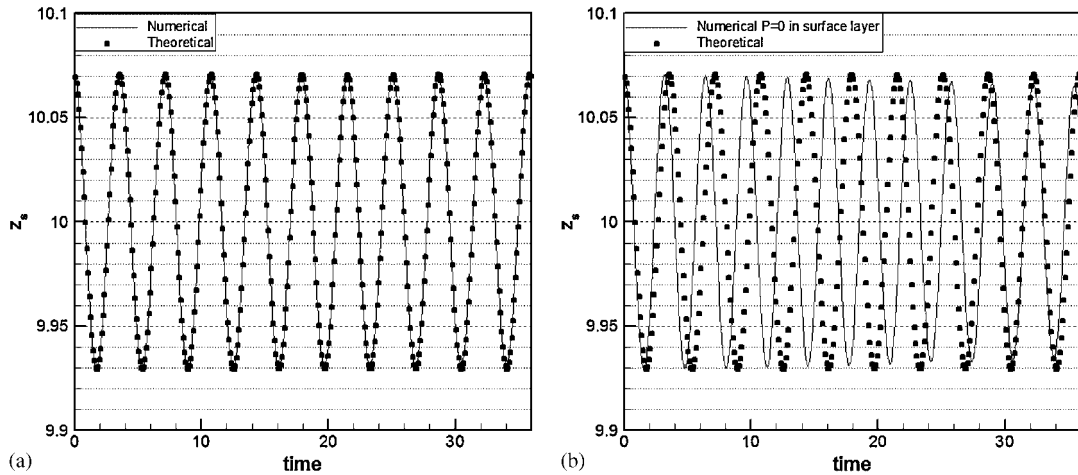 10.1
Numerical
Theoretical
10.05
z_s
10
9.95
9.9
0
10
20
30
time
(a)
10.1
Numerical P=0 in surface layer
Theoretical
10.05
z_s
10
9.95
9.9
0
10
20
30
time
(b)